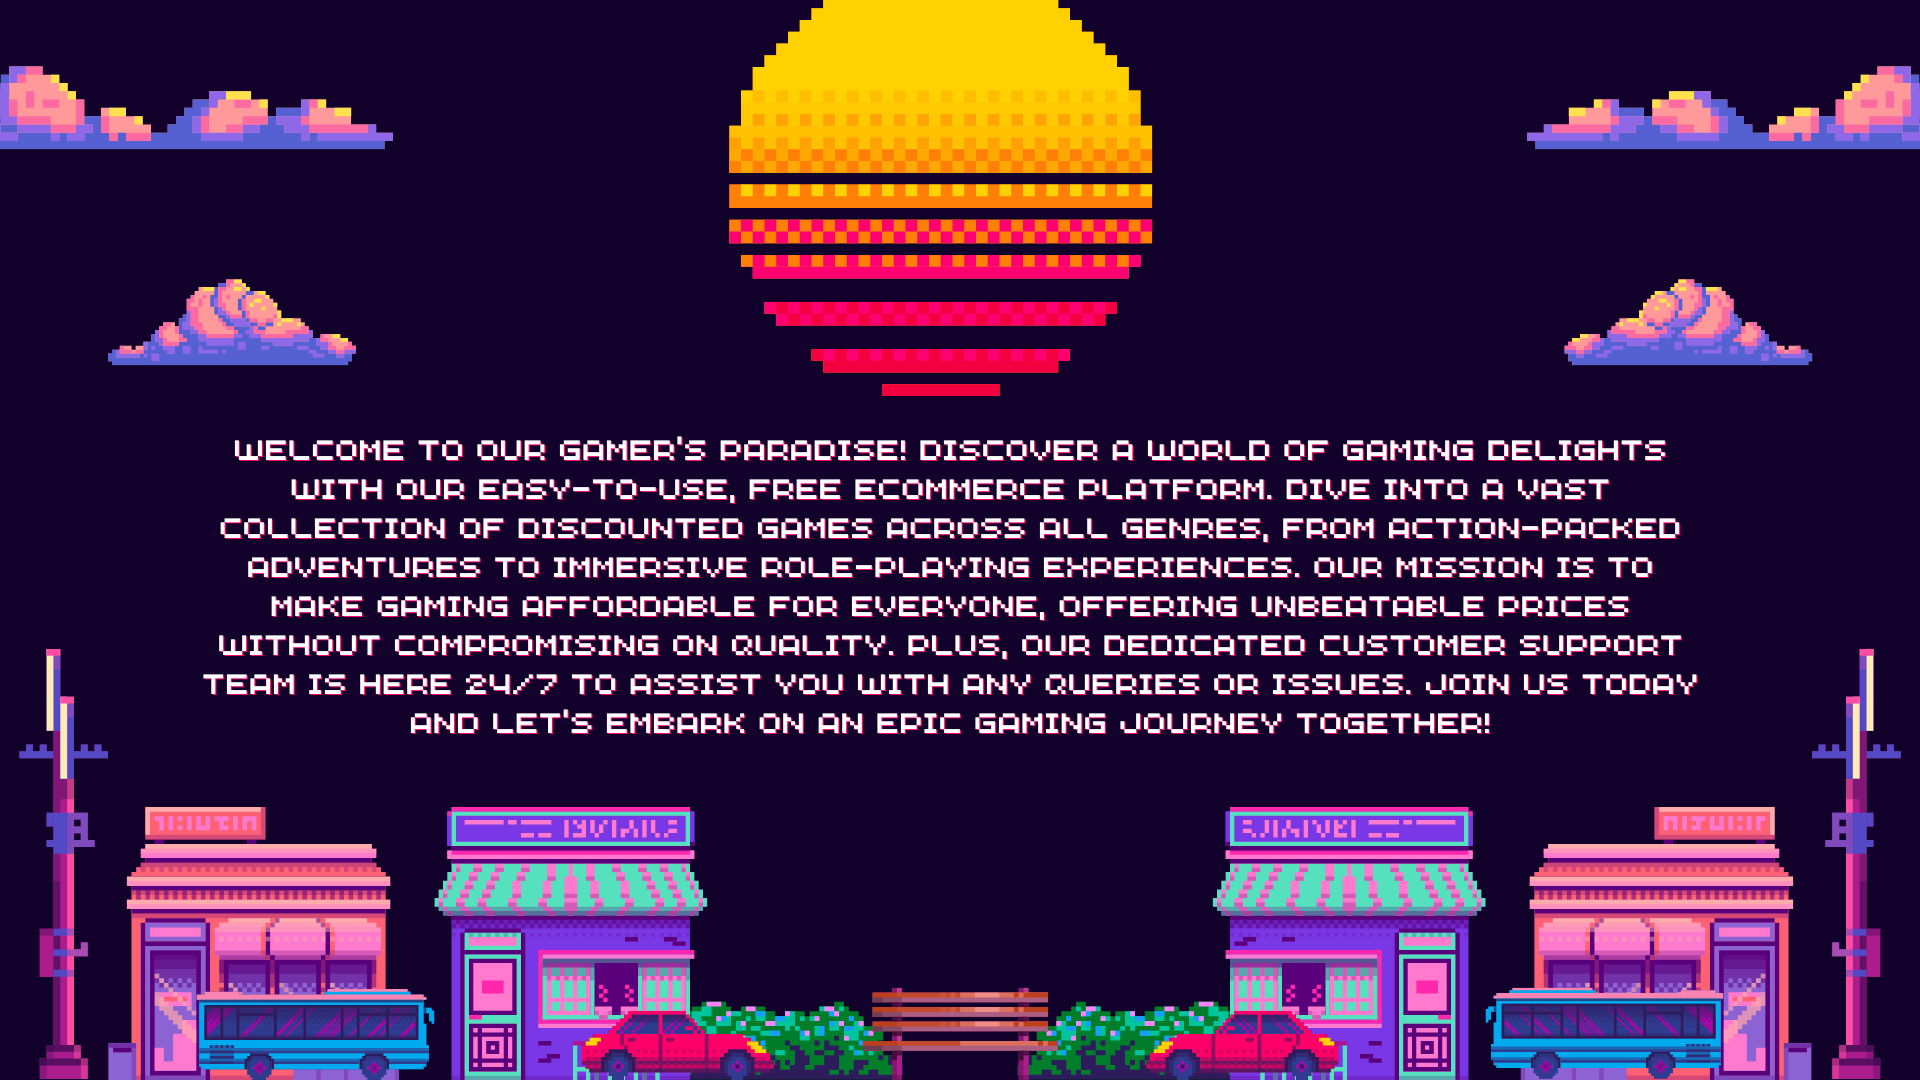 WELCOME TO OUR GAMER'S PARADISE! DISCOVER A WORLD OF GAMING DELIGHTS
WITH OUR EASY-TO-USE, FREE ECOMMERCE PLATFORM. DIVE INTO A VAST
COLLECTION OF DISCOUNTED GAMES ACROSS ALL GENRES, FROM ACTION-PACKED
ADVENTURES TO IMMERSIVE ROLE-PLAYING EXPERIENCES. OUR MISSION IS TO
MAKE GAMING AFFORDABLE FOR EVERYONE, OFFERING UNBEATABLE PRICES
WITHOUT COMPROMISING ON QUALITY. PLUS, OUR DEDICATED CUSTOMER SUPPORT
TEAM IS HERE 24/7 TO ASSIST YOU WITH ANY QUERIES OR ISSUES. JOIN US TODAY
AND LET'S EMBARK ON AN EPIC GAMING JOURNEY TOGETHER!